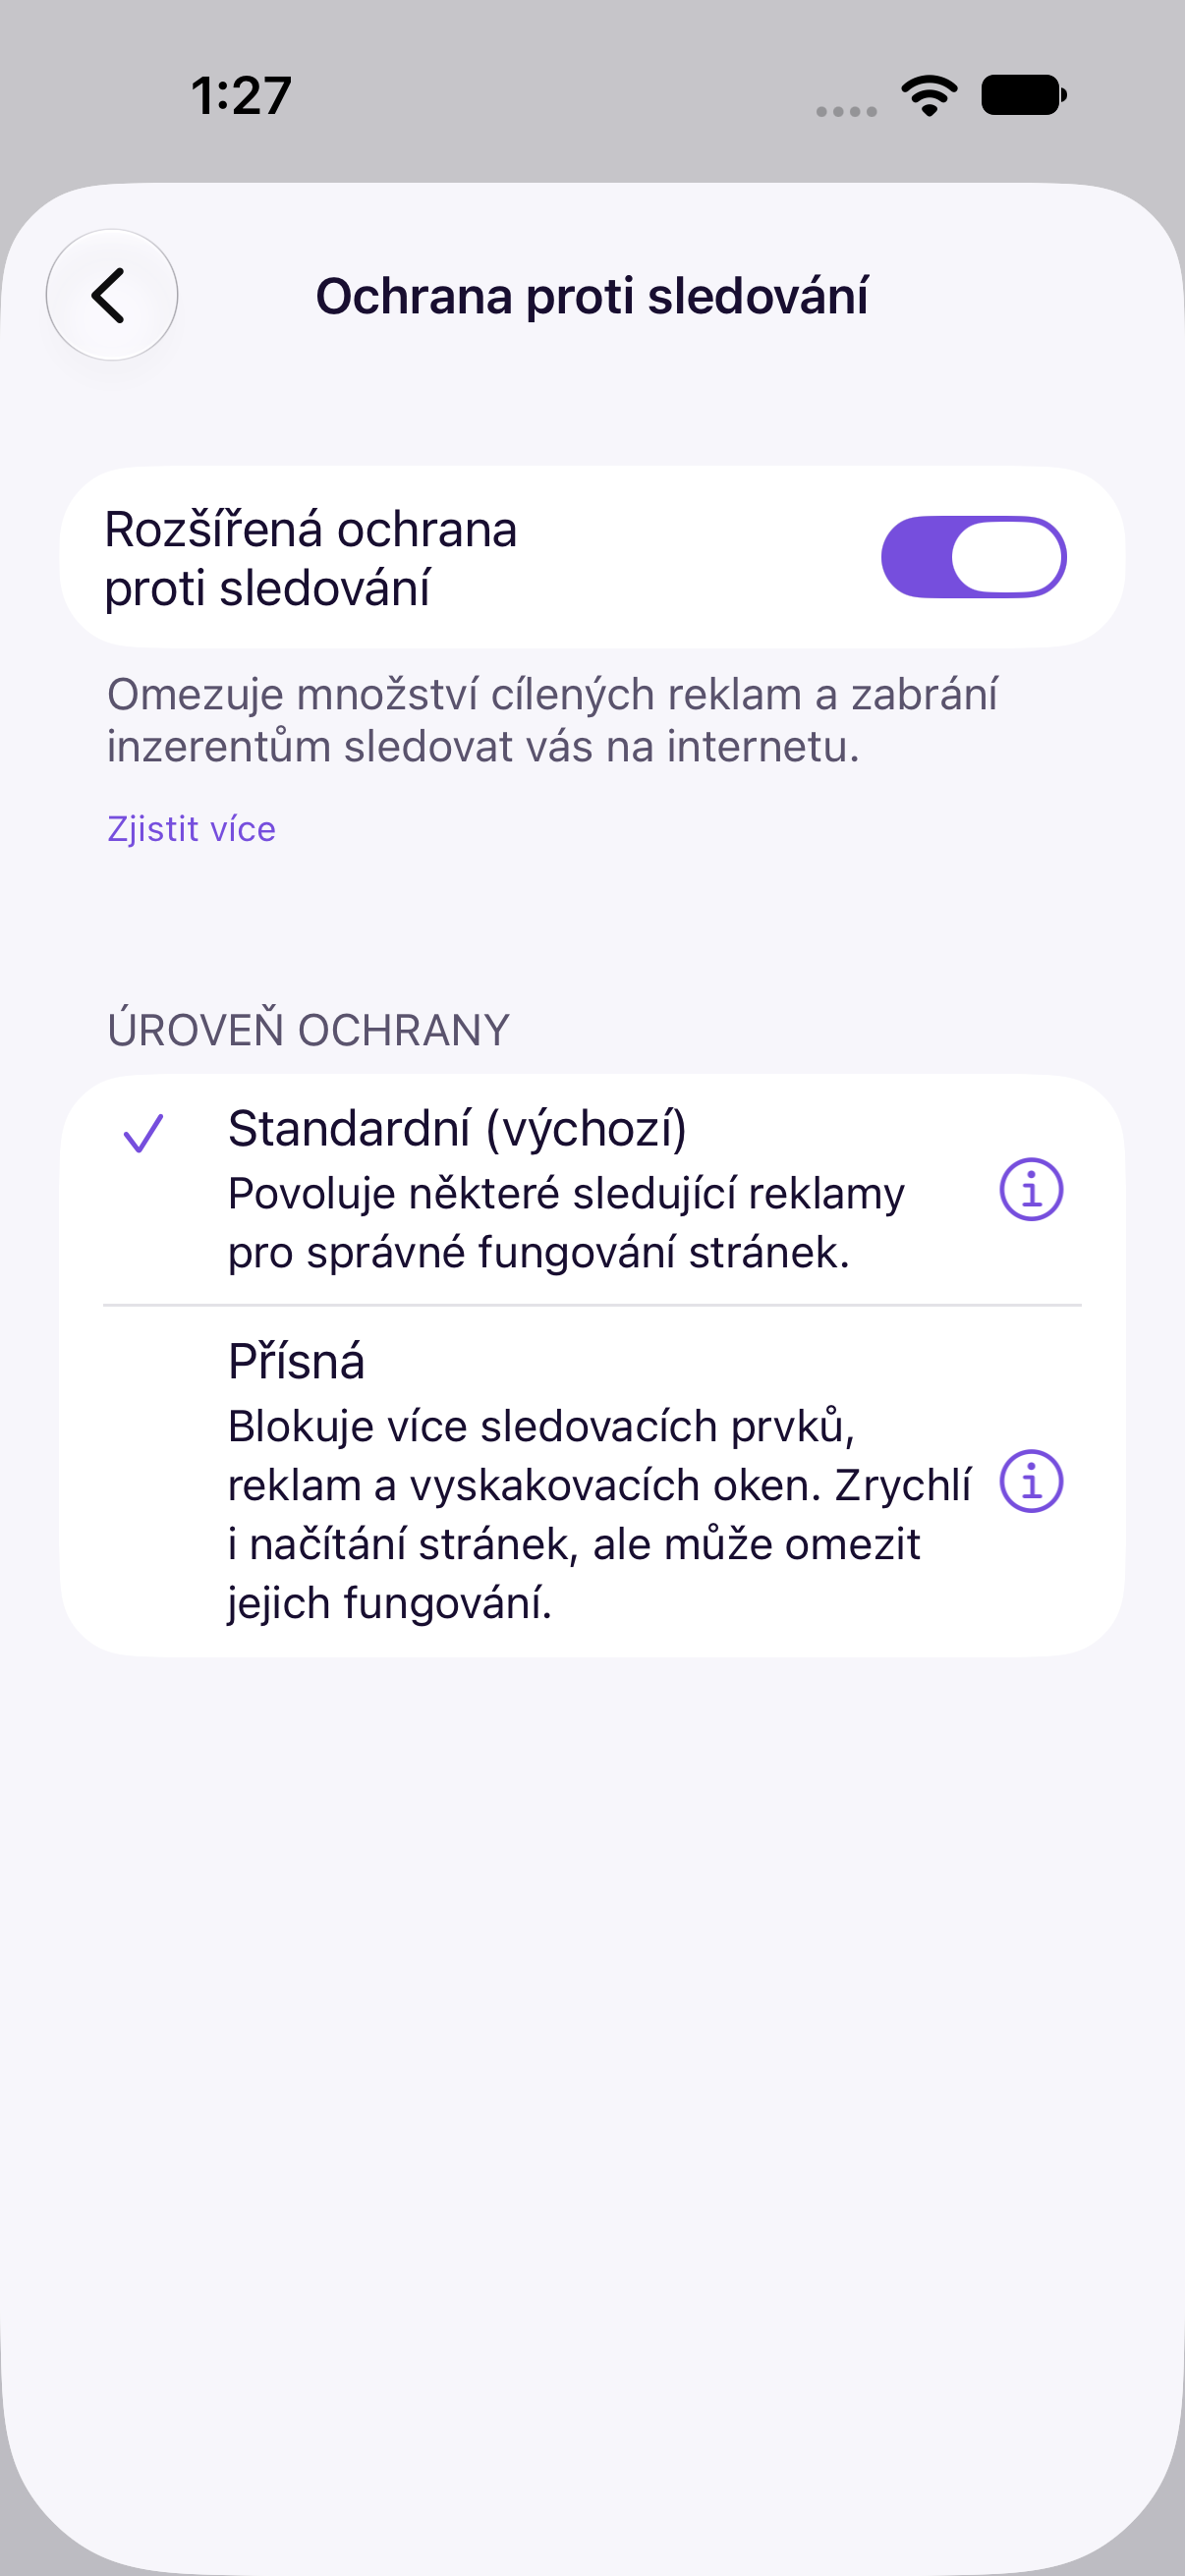 1:27
Ochrana proti sledování
Rozšířená ochrana
proti sledování
Omezuje množství cílených reklam a zabrání
inzerentům sledovat vás na internetu.
Zjistit více
ÚROVEŇ OCHRANY
Standardní (výchozí)
Povoluje některé sledující reklamy
pro správné fungování stránek.
Přísná
Blokuje více sledovacích prvků,
reklam a vyskakovacích oken. Zrychlí
i načítání stránek, ale může omezit
jejich fungování.